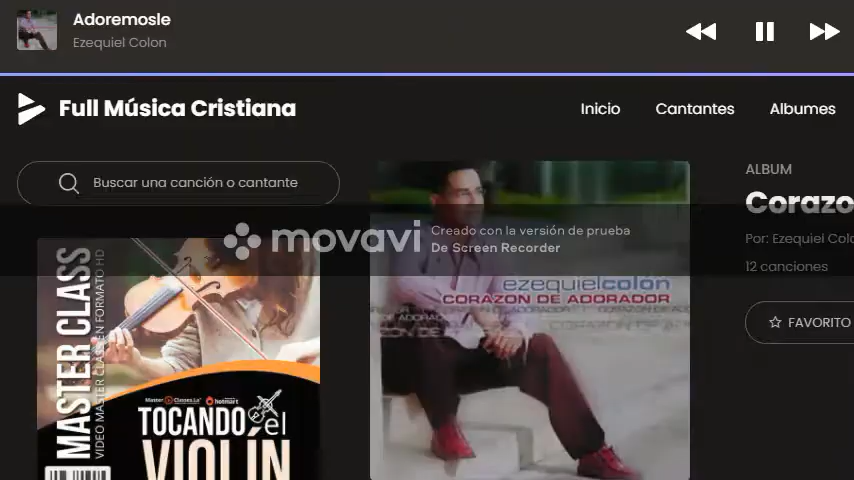 Adoremosle
Ezequiel Colon
Full Música Cristiana
Inicio
Cantantes
Albumes
Buscar una canción o cantante
ALBUM
Corazo
Por: Ezequiel Colo
12 canciones
FAVORITO
movavi
Creado con la versión de prueba
De Screen Recorder
ezequielcolon
CORAZON DE ADORADOR
MASTER CLASS
VIDEO MASTER CLASS EN FORMATO HD
hotmart
TOCANDO el
VIOLÍN